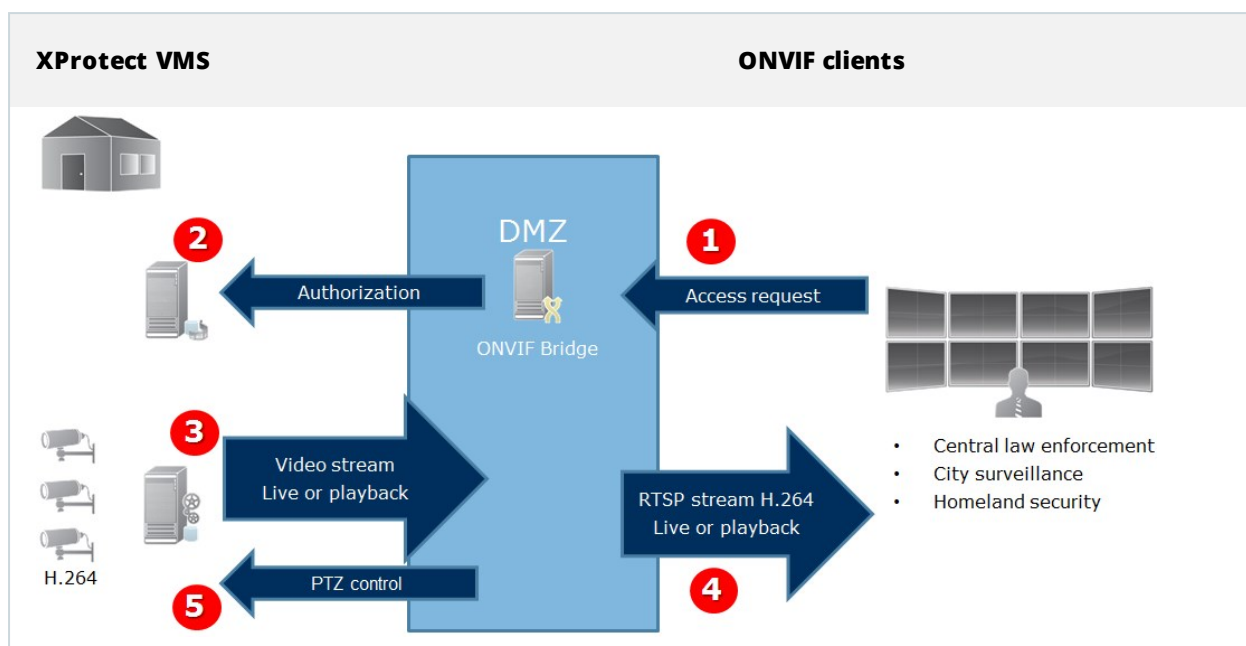 XProtect VMS
ONVIF clients
DMZ
ONVIF Bridge
1
Access request
2
Authorization
3
Video stream
Live or playback
H.264
4
RTSP stream H.264
Live or playback
5
PTZ control
• Central law enforcement
• City surveillance
• Homeland security